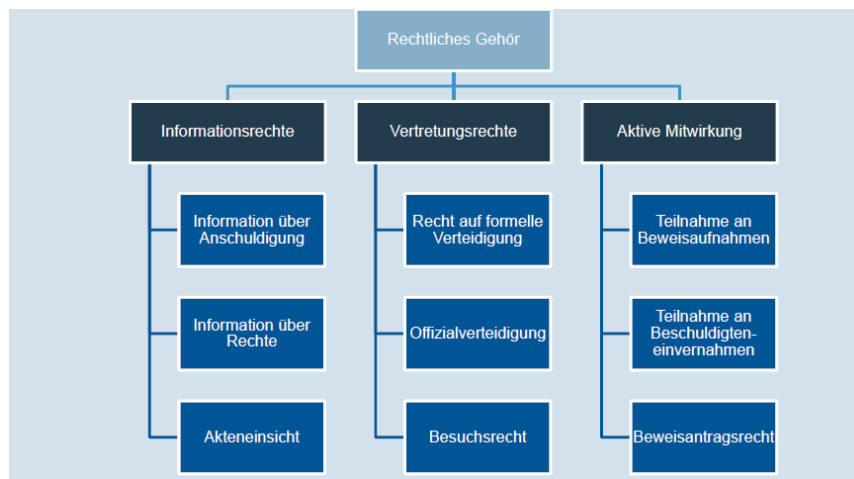 Rechtliches Gehör
Informationsrechte
Vertretungsrechte
Aktive Mitwirkung
Information über
Anschuldigung
Recht auf formelle
Verteidigung
Teilnahme an
Beweisaufnahmen
Information über
Rechte
Offizialverteidigung
Teilnahme an
Beschuldigten-
einvernahmen
Akteneinsicht
Besuchsrecht
Beweisantragsrecht